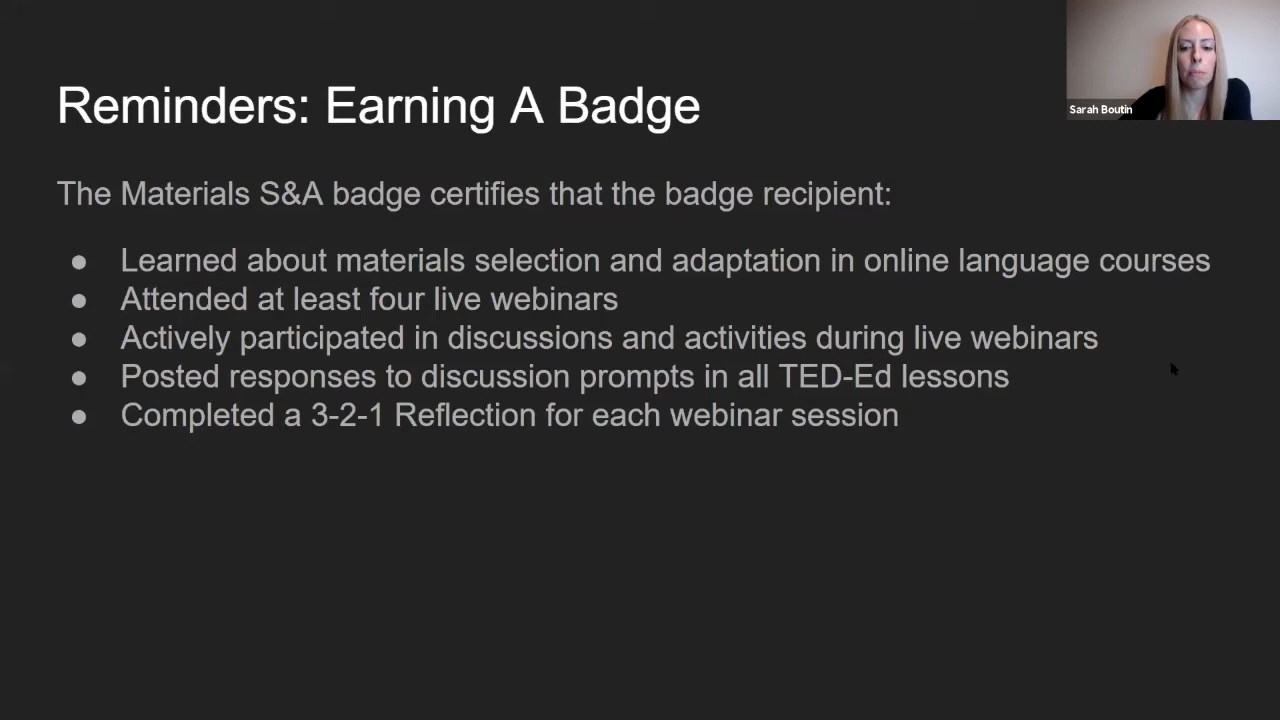 Reminders: Earning A Badge
Sarah Boutin
The Materials S&A badge certifies that the badge recipient:
● Learned about materials selection and adaptation in online language courses
● Attended at least four live webinars
● Actively participated in discussions and activities during live webinars
● Posted responses to discussion prompts in all TED-Ed lessons
● Completed a 3-2-1 Reflection for each webinar session